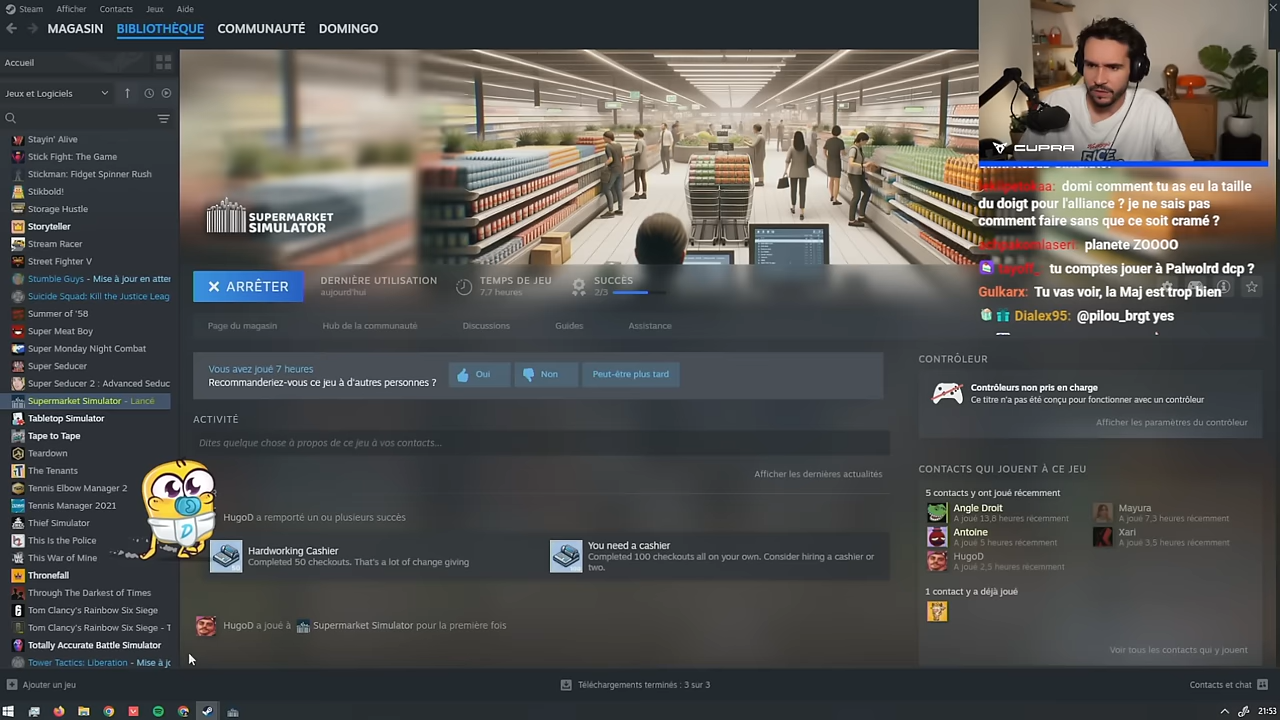 Steam Afficher Contacts Jeux Aide
MAGASIN BIBLIOTHÈQUE COMMUNAUTÉ DOMINGO
Accueil
Jeux et Logiciels
Stayin' Alive
Stick Fight: The Game
Stickman: Fidget Spinner Rush
Stikbold!
Storage Hustle
Storyteller
Stream Racer
Street Fighter V
Stumble Guys - Mise à jour en atter
Suicide Squad: Kill the Justice Leag
Summer of '58
Super Meat Boy
Super Monday Night Combat
Super Seducer
Super Seducer 2 : Advanced Seduc
Supermarket Simulator - Lancé
Tabletop Simulator
Tape to Tape
Teardown
The Tenants
Tennis Elbow Manager 2
Tennis Manager 2021
Thief Simulator
This Is the Police
This War of Mine
Thronefall
Through The Darkest of Times
Tom Clancy's Rainbow Six Siege
Tom Clancy's Rainbow Six Siege - T
Totally Accurate Battle Simulator
Tower Tactics: Liberation - Mise à jo
SUPERMARKET
SIMULATOR
ARRÊTER
DERNIÈRE UTILISATION
aujourd'hui
TEMPS DE JEU
7,7 heures
SUCCÈS
2/3
Page du magasin Hub de la communauté Discussions Guides Assistance
Vous avez joué 7 heures
Recommanderiez-vous ce jeu à d'autres personnes ?
Oui Non Peut-être plus tard
ACTIVITÉ
Dites quelque chose à propos de ce jeu à vos contacts...
Afficher les dernières actualités
HugoD a remporté un ou plusieurs succès
Hardworking Cashier
Completed 50 checkouts. That's a lot of change giving
You need a cashier
Completed 100 checkouts all on your own. Consider hiring a cashier or
two.
D
HugoD a joué à Supermarket Simulator pour la première fois
CUPRA
RICE
domi comment tu as eu la taille
du doigt pour l'alliance ? je ne sais pas
comment faire sans que ce soit cramé ?
planete ZOOOO
tu comptes jouer à Palwolrd dcp ?
Gulkarx: Tu vas voir, la Maj est trop bien
Dialex95: @pilou_brgt yes
CONTRÔLEUR
Contrôleurs non pris en charge
Ce titre n'a pas été conçu pour fonctionner avec un contrôleur
Afficher les paramètres du contrôleur
CONTACTS QUI JOUENT À CE JEU
5 contacts y ont joué récemment
Angle Droit
A joué 13,8 heures récemment
Mayura
A joué 7,3 heures récemment
Antoine
A joué 5 heures récemment
Xari
A joué 3,5 heures récemment
HugoD
A joué 2,5 heures récemment
1 contact y a déjà joué
Voir tous les contacts qui y jouent
Ajouter un jeu
Téléchargements terminés : 3 sur 3
Contacts et chat
21:53